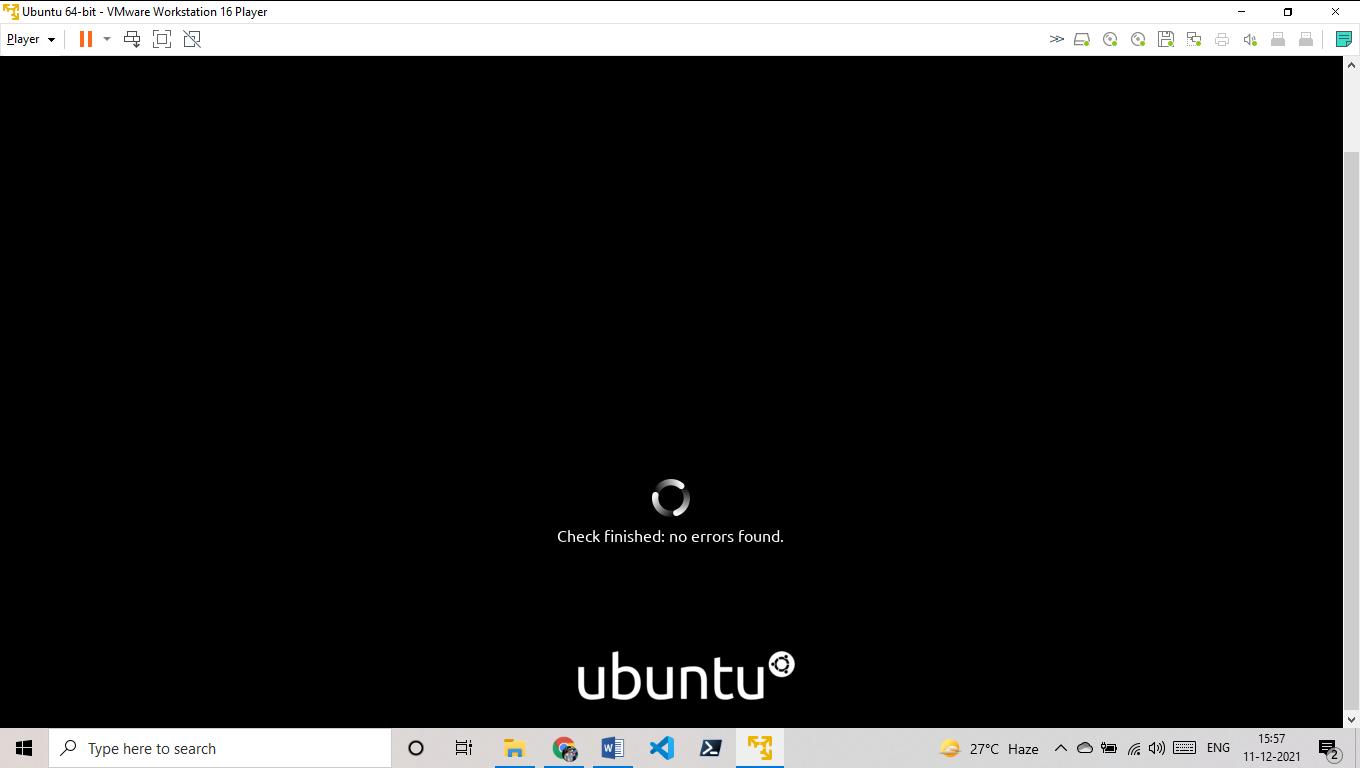 Ubuntu 64-bit - VMware Workstation 16 Player
Player
Check finished: no errors found.
ubuntu
Type here to search
27°C Haze
ENG
15:57
11-12-2021
2